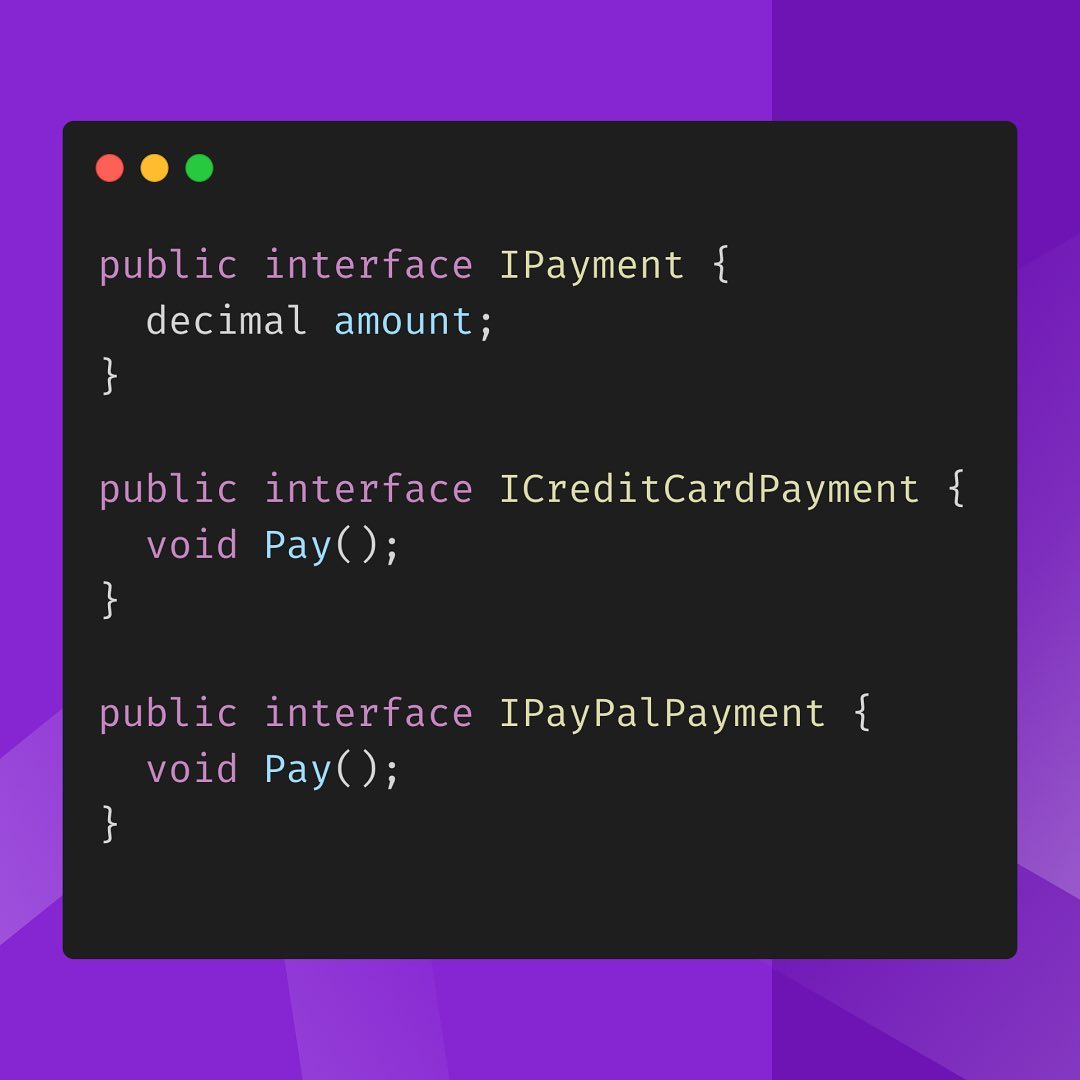 public interface IPayment {
  decimal amount;
}
public interface ICreditCardPayment {
  void Pay();
}
public interface IPayPalPayment {
  void Pay();
}